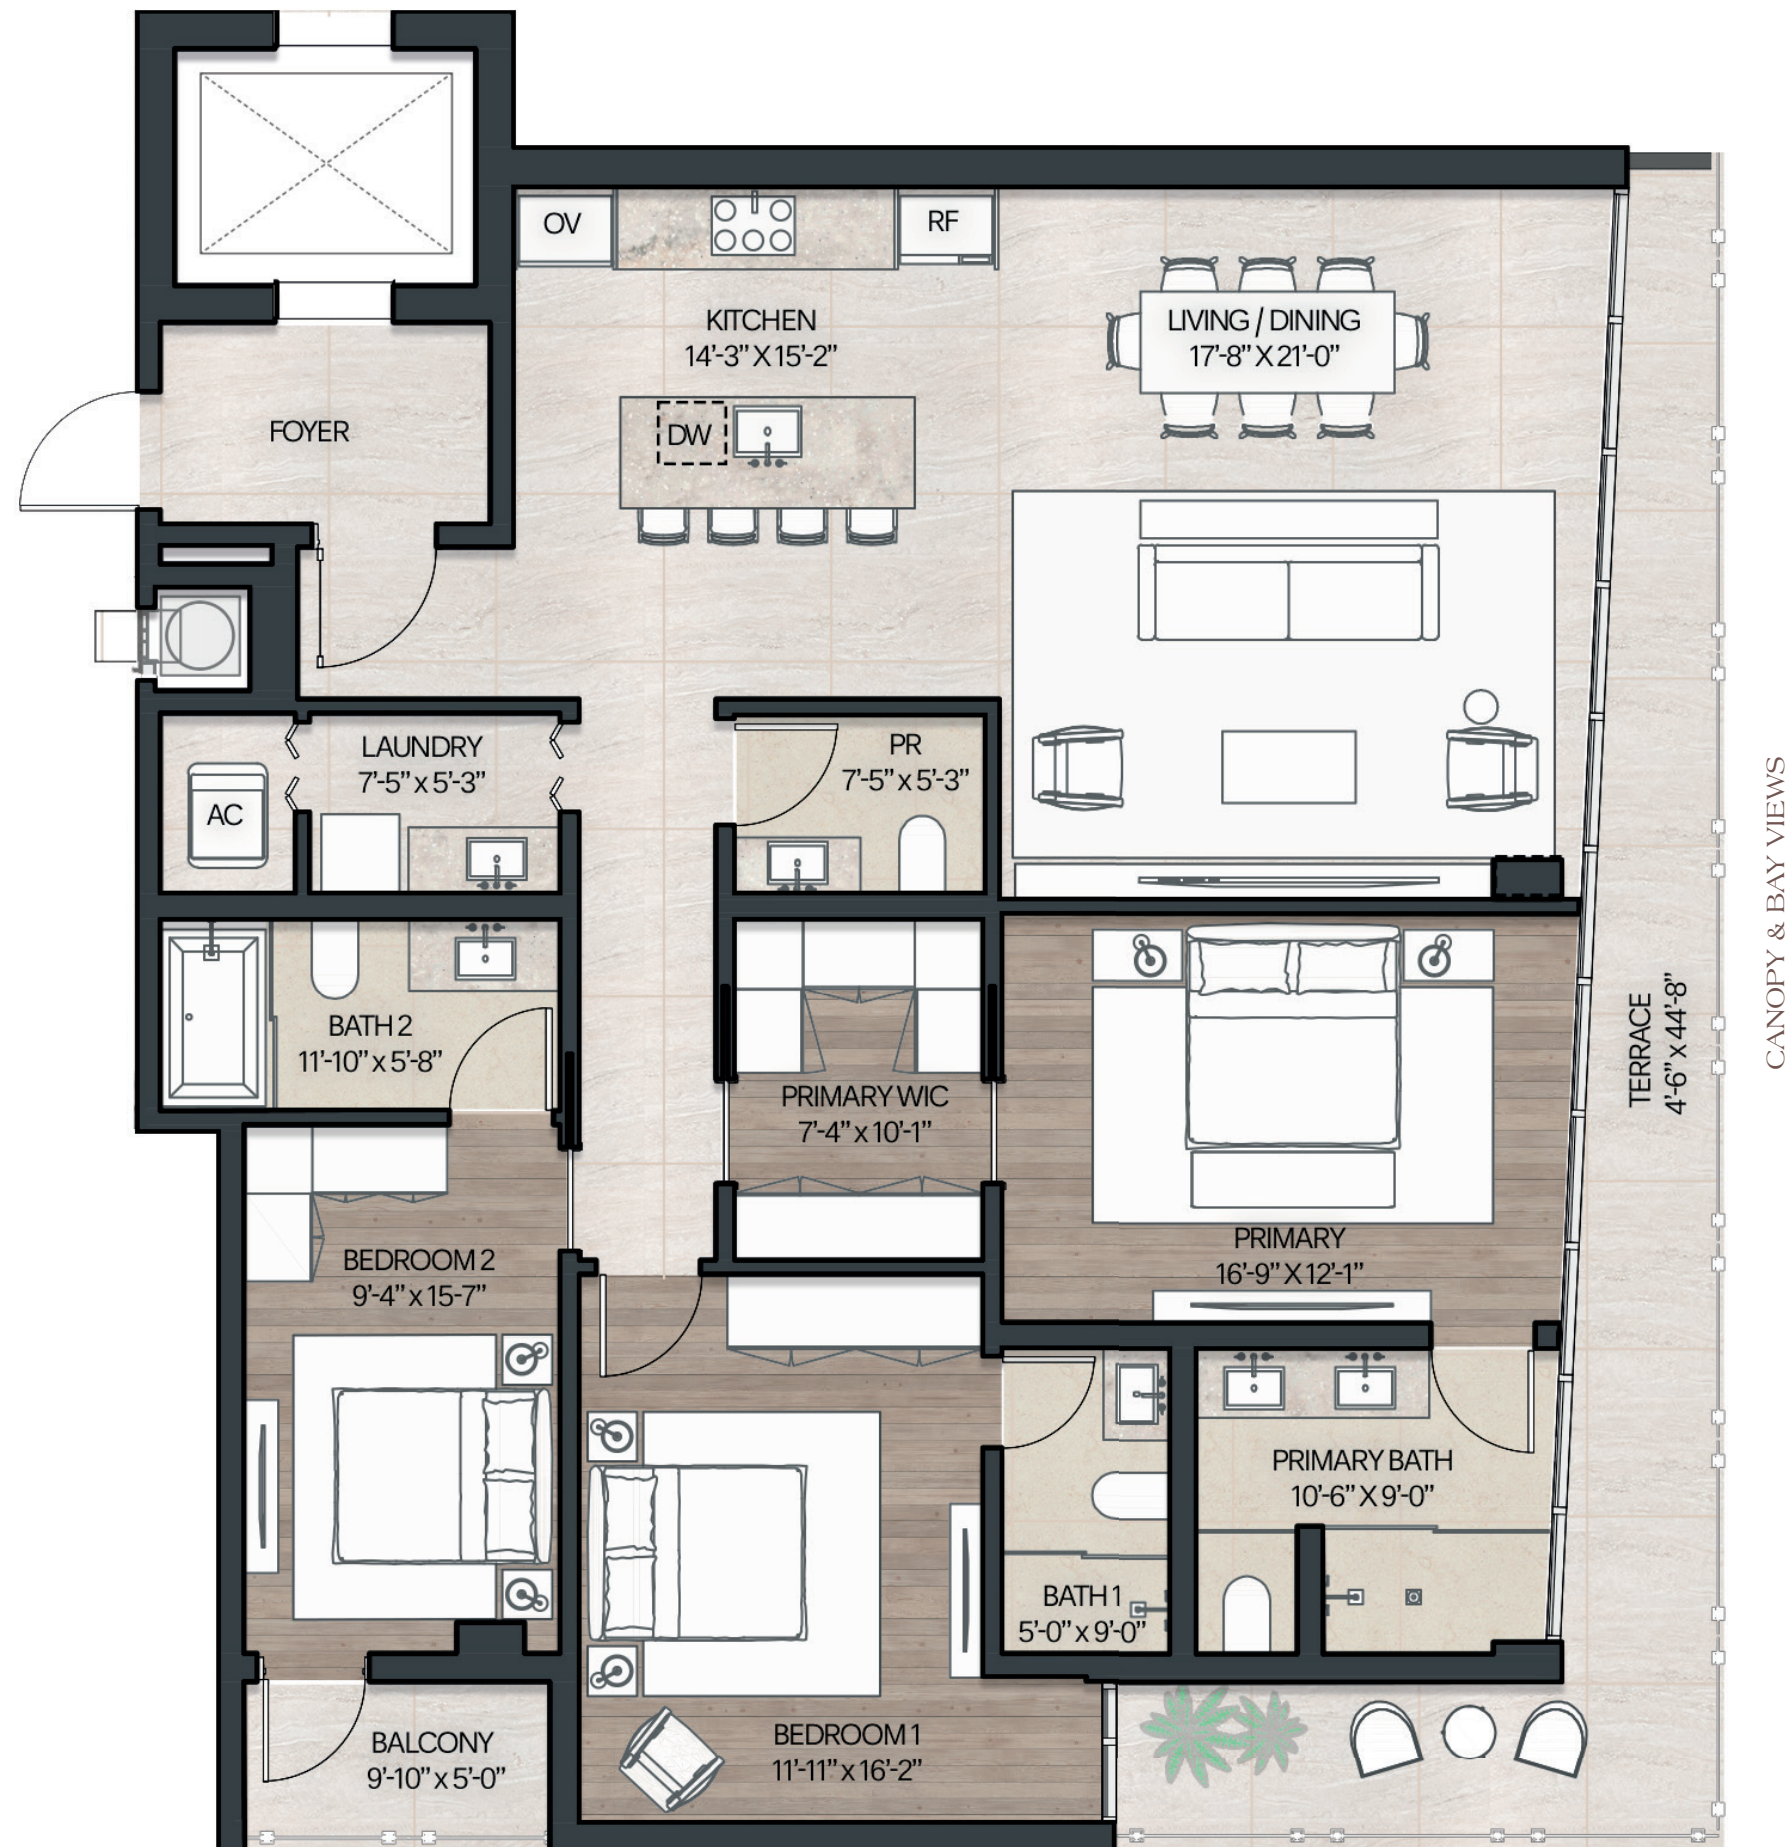 OV
RF
KITCHEN
14'-3" X 15'-2"
LIVING / DINING
17'-8" X 21'-0"
FOYER
DW
LAUNDRY
7'-5" x 5'-3"
PR
7'-5" x 5'-3"
AC
CANOPY & BAY VIEWS
BATH 2
11'-10" x 5'-8"
TERRACE
4'-6" x 44'-8"
PRIMARY WIC
7'-4" x 10'-1"
PRIMARY
16'-9" X 12'-1"
BEDROOM 2
9'-4" x 15-7"
PRIMARY BATH
10'-6" X 9'-0"
BATH 1
5'-0" x 9'-0"
BEDROOM 1
11'-11" x 16'-2"
BALCONY
9'-10" x 5'-0"